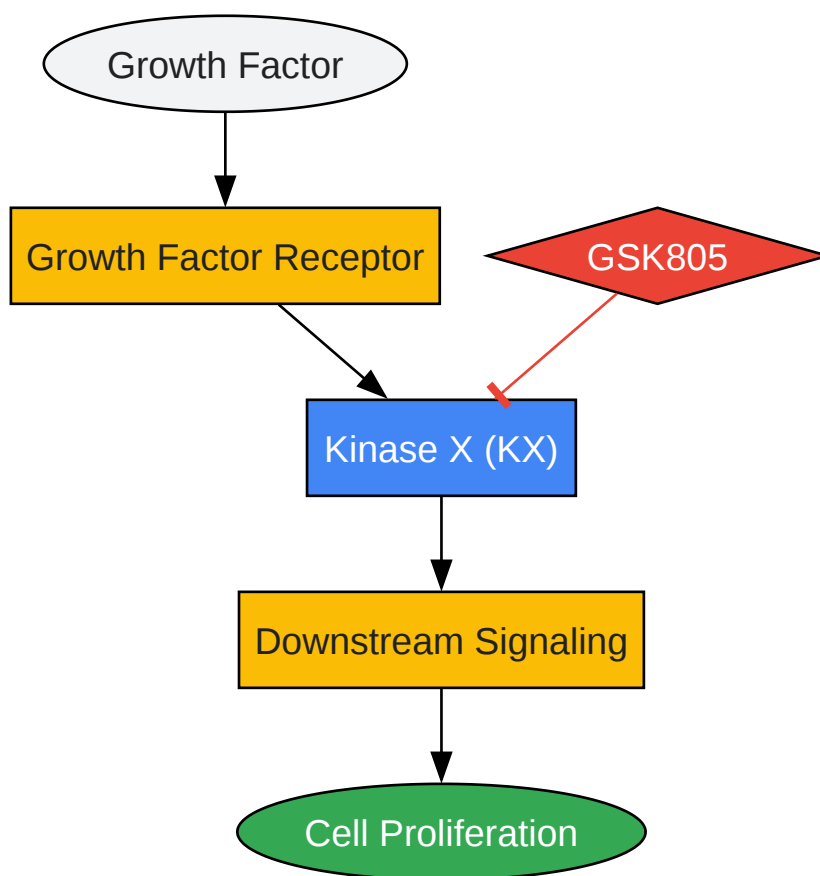 Growth Factor
Growth Factor Receptor
GSK805
Kinase X (KX)
Downstream Signaling
Cell Proliferation